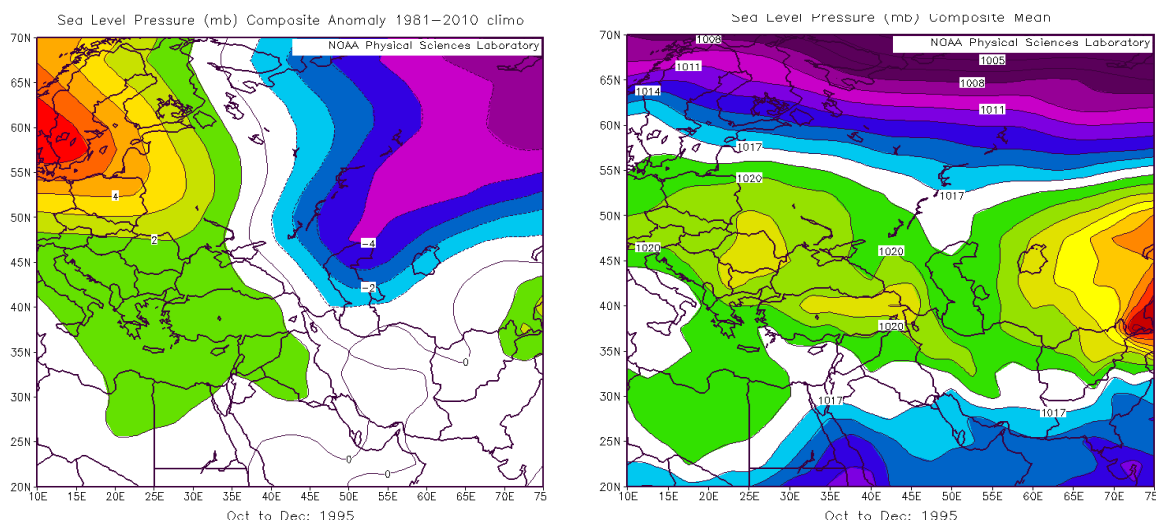 Sea Level Pressure (mb) Composite Anomaly 1981–2010 climo
NOAA Physical Sciences Laboratory
70N
65N
60N
55N
50N
45N
40N
35N
30N
25N
20N
4
2
-4
-2
0
0
0
10E 15E 20E 25E 30E 35E 40E 45E 50E 55E 60E 65E 70E 75
Oct to Dec: 1995
Sea Level Pressure (mb) Composite Mean
NOAA Physical Sciences Laboratory
70N
65N
60N
55N
50N
45N
40N
35N
30N
25N
20N
1008
1005
1011
1008
1014
1011
1017
1020
1017
1020
1020
1020
1017
1017
10E 15E 20E 25E 30E 35E 40E 45E 50E 55E 60E 65E 70E 75
Oct to Dec: 1995